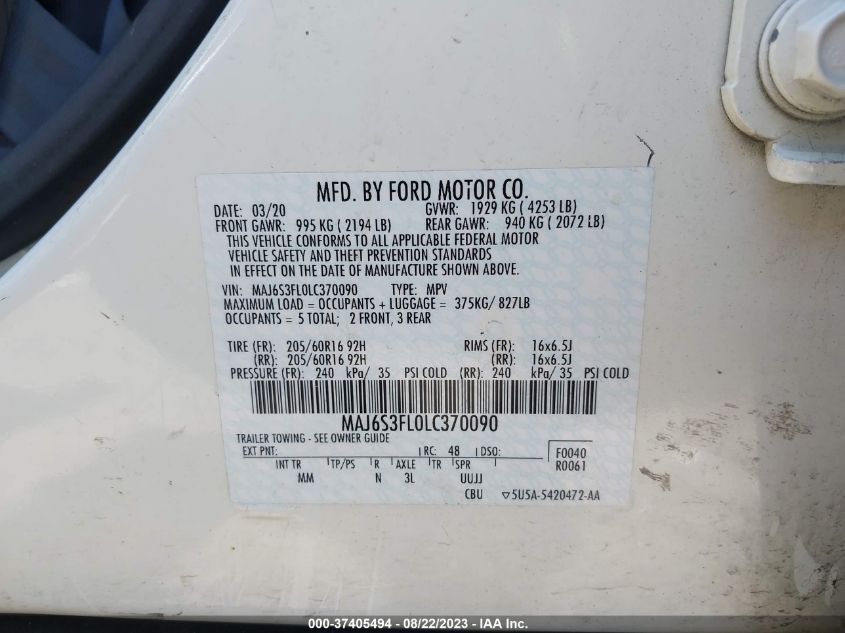 MFD. BY FORD MOTOR CO.
DATE: 03/20 GVWR: 1929 KG ( 4253 LB)
FRONT GAWR: 995 KG ( 2194 LB) REAR GAWR: 940 KG ( 2072 LB)
THIS VEHICLE CONFORMS TO ALL APPLICABLE FEDERAL MOTOR
VEHICLE SAFETY AND THEFT PREVENTION STANDARDS
IN EFFECT ON THE DATE OF MANUFACTURE SHOWN ABOVE.
VIN: MAJ6S3FL0LC370090 TYPE: MPV
MAXIMUM LOAD = OCCUPANTS + LUGGAGE = 375KG/ 827LB
OCCUPANTS = 5 TOTAL; 2 FRONT, 3 REAR
TIRE (FR): 205/60R16 92H RIMS (FR): 16x6.5J
(RR): 205/60R16 92H (RR): 16x6.5J
PRESSURE (FR): 240 kPa/ 35 PSI COLD (RR): 240 kPa/ 35 PSI COLD
MAJ6S3FL0LC370090
TRAILER TOWING - SEE OWNER GUIDE
EXT PNT: RC: 48 DSO: F0040
R0061
INT TR TP/PS R AXLE TR SPR
MM N 3L UUJJ
CBU ▽5U5A-5420472-AA
000-37405494 - 08/22/2023 - IAA Inc.